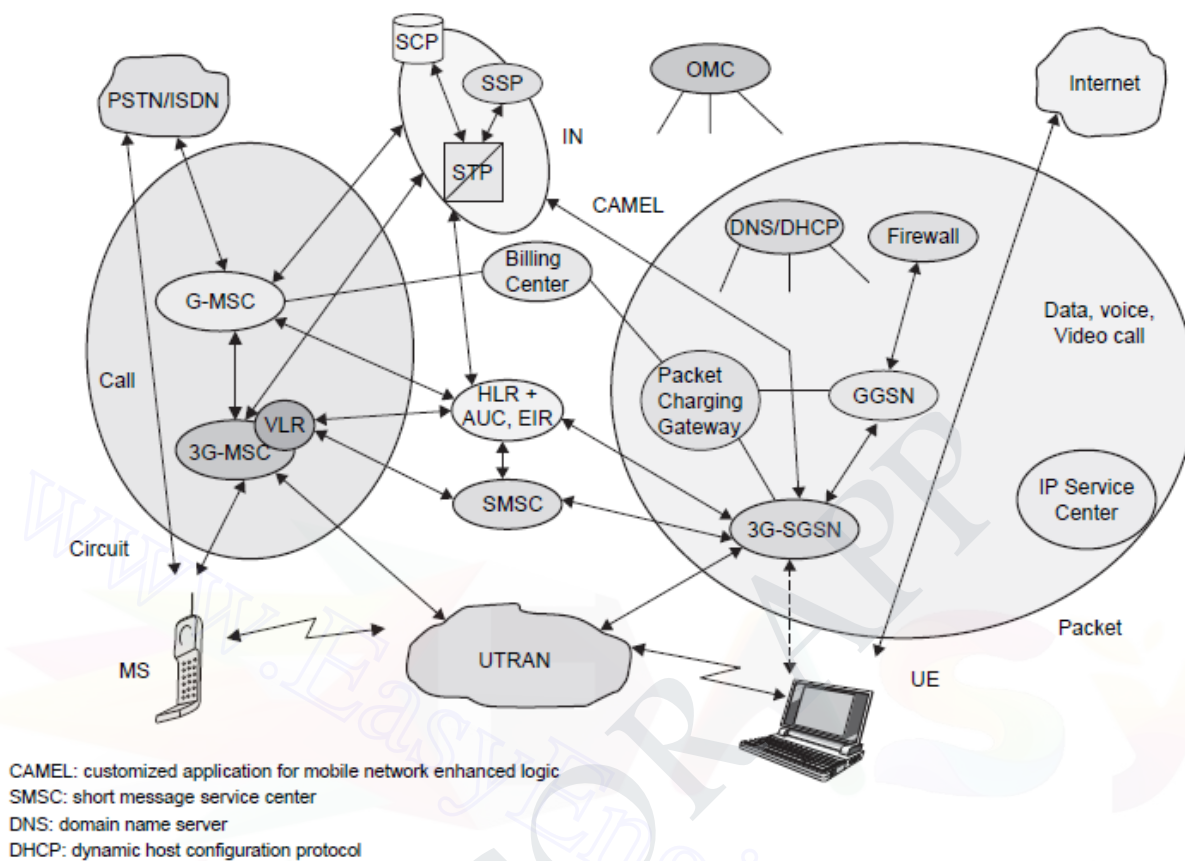 SCP
SSP
OMC
Internet
PSTN/ISDN
IN
STP
CAMEL
DNS/DHCP
Firewall
Billing
Center
G-MSC
Data, voice,
Video call
Call
Packet
Charging
Gateway
HLR +
AUC, EIR
GGSN
VLR
3G-MSC
IP Service
Center
SMSC
3G-SGSN
Circuit
Packet
MS
UTRAN
UE
CAMEL: customized application for mobile network enhanced logic
SMSC: short message service center
DNS: domain name server
DHCP: dynamic host configuration protocol